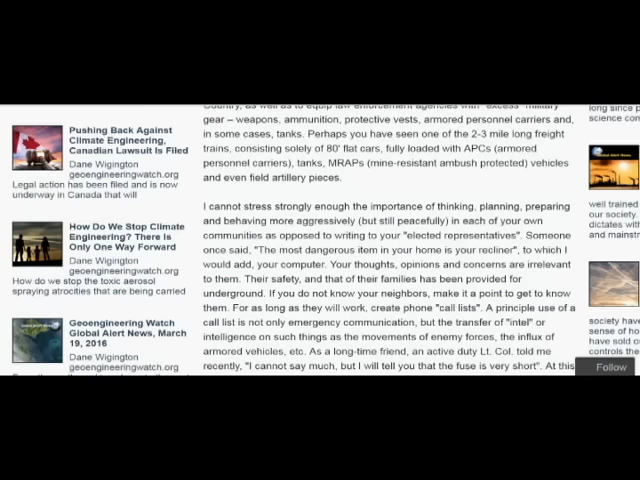 Pushing Back Against
Climate Engineering,
Canadian Lawsuit Is Filed
Dane Wigington
geoengineeringwatch.org
Legal action has been filed and is now
underway in Canada that will
How Do We Stop Climate
Engineering? There Is
Only One Way Forward
Dane Wigington
geoengineeringwatch.org
How do we stop the toxic aerosol
spraying atrocities that are being carried
Geoengineering Watch
Global Alert News, March
19, 2016
Dane Wigington
geoengineeringwatch.org
Country, as well as to equip law enforcement agencies with "excess" military
gear – weapons, ammunition, protective vests, armored personnel carriers and,
in some cases, tanks. Perhaps you have seen one of the 2-3 mile long freight
trains, consisting solely of 80' flat cars, fully loaded with APCs (armored
personnel carriers), tanks, MRAPs (mine-resistant ambush protected) vehicles
and even field artillery pieces.
I cannot stress strongly enough the importance of thinking, planning, preparing
and behaving more aggressively (but still peacefully) in each of your own
communities as opposed to writing to your "elected representatives". Someone
once said, "The most dangerous item in your home is your recliner", to which I
would add, your computer. Your thoughts, opinions and concerns are irrelevant
to them. Their safety, and that of their families has been provided for
underground. If you do not know your neighbors, make it a point to get to know
them. For as long as they will work, create phone "call lists". A principle use of a
call list is not only emergency communication, but the transfer of "intel" or
intelligence on such things as the movements of enemy forces, the influx of
armored vehicles, etc. As a long-time friend, an active duty Lt. Col. told me
recently, "I cannot say much, but I will tell you that the fuse is very short". At this
long since p
science con
well trained
our society.
dictates with
and mainstr
society have
sense of ho
have sold ou
controls the
Follow